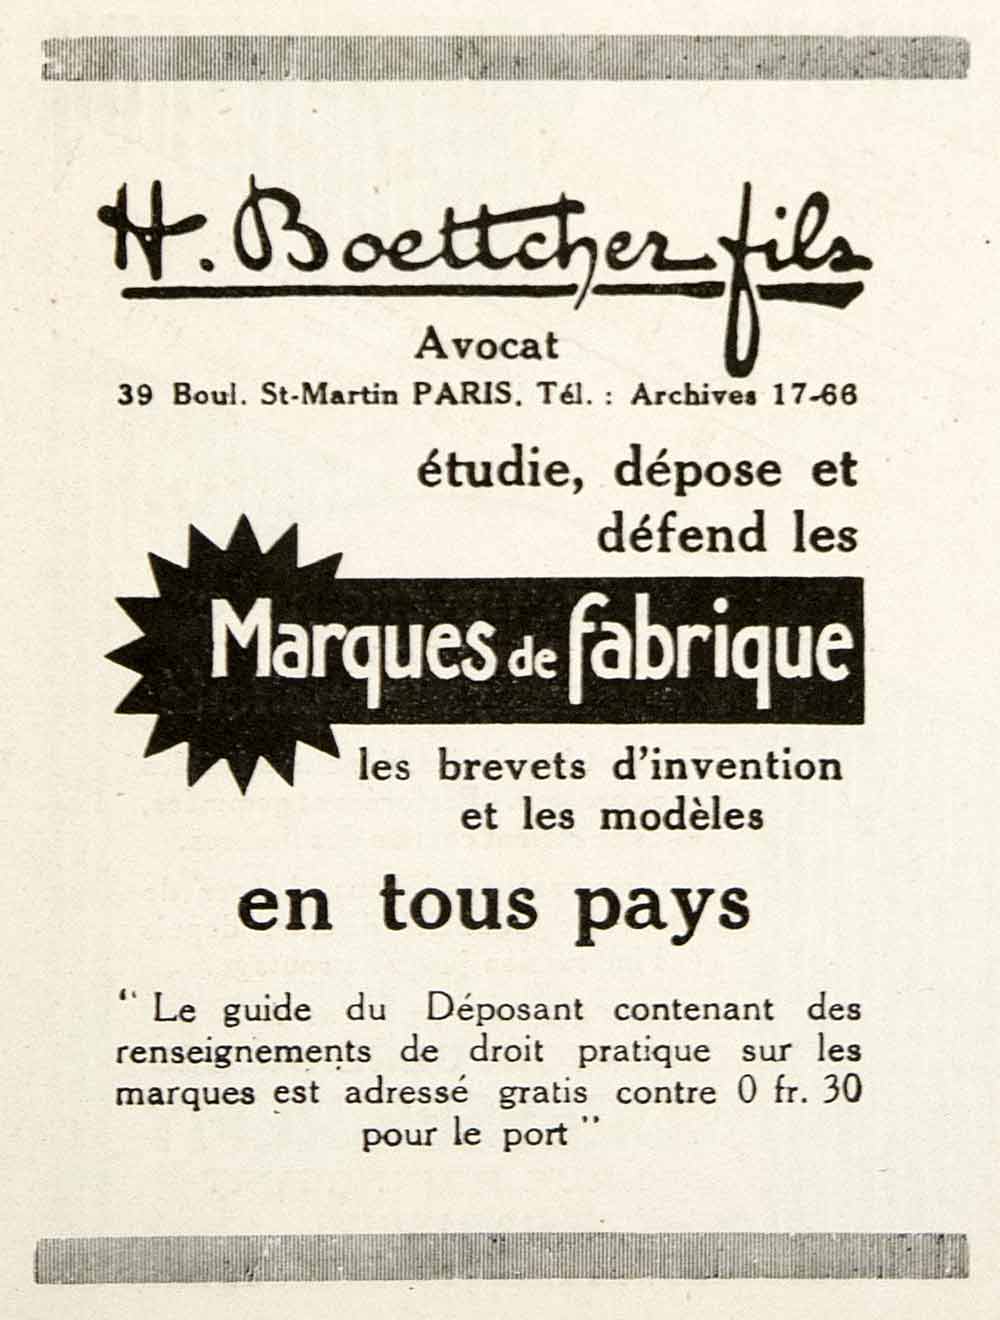 H. Boettcher fils
Avocat
39 Boul. St-Martin PARIS. Tél. : Archives 17-66
étudie, dépose et
défend les
Marques de fabrique
les brevets d'invention
et les modèles
en tous pays
“ Le guide du Déposant contenant des
renseignements de droit pratique sur les
marques est adressé gratis contre 0 fr. 30
pour le port ”